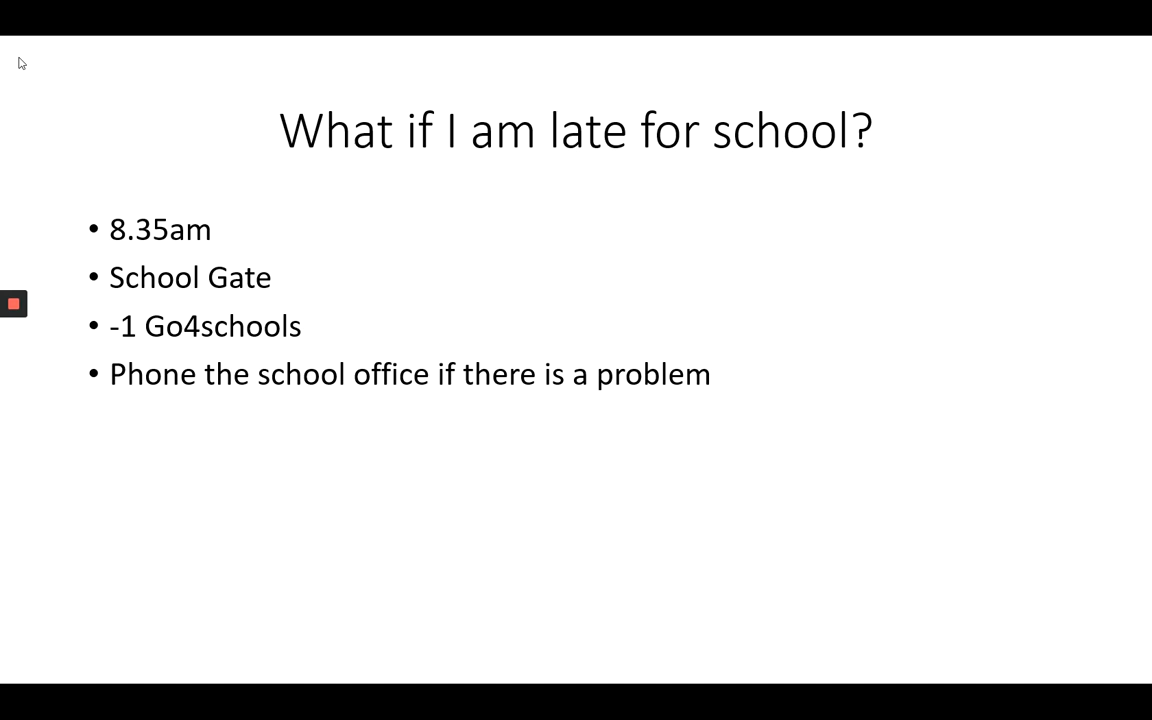 What if I am late for school?
• 8.35am
• School Gate
• -1 Go4schools
• Phone the school office if there is a problem